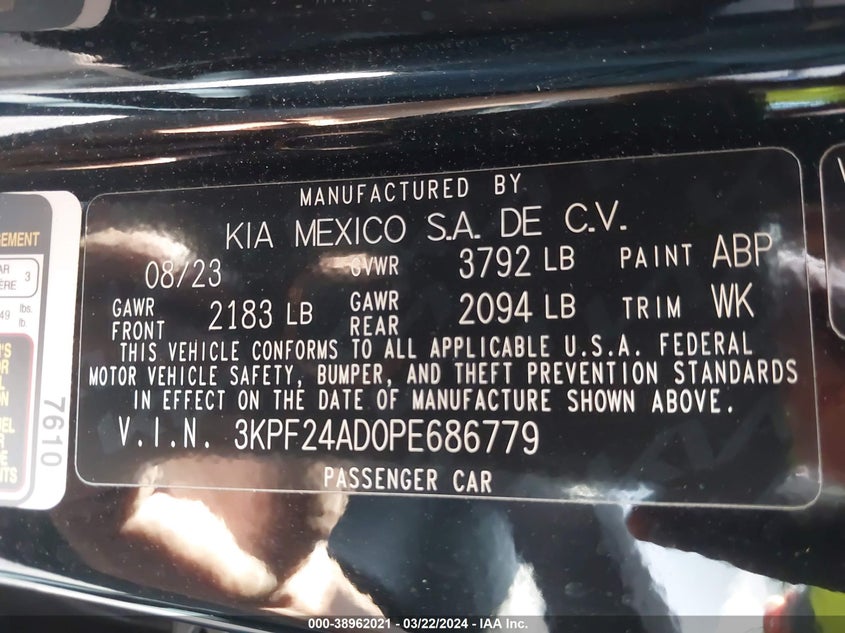 MANUFACTURED BY
KIA MEXICO S.A. DE C.V.
08/23 GVWR 3792 LB PAINT ABP
GAWR FRONT 2183 LB GAWR REAR 2094 LB TRIM WK
THIS VEHICLE CONFORMS TO ALL APPLICABLE U.S.A. FEDERAL
MOTOR VEHICLE SAFETY, BUMPER, AND THEFT PREVENTION STANDARDS
IN EFFECT ON THE DATE OF MANUFACTURE SHOWN ABOVE.
V.I.N. 3KPF24AD0PE686779
PASSENGER CAR
7610
3
lbs.
000-38962021 - 03/22/2024 - IAA Inc.